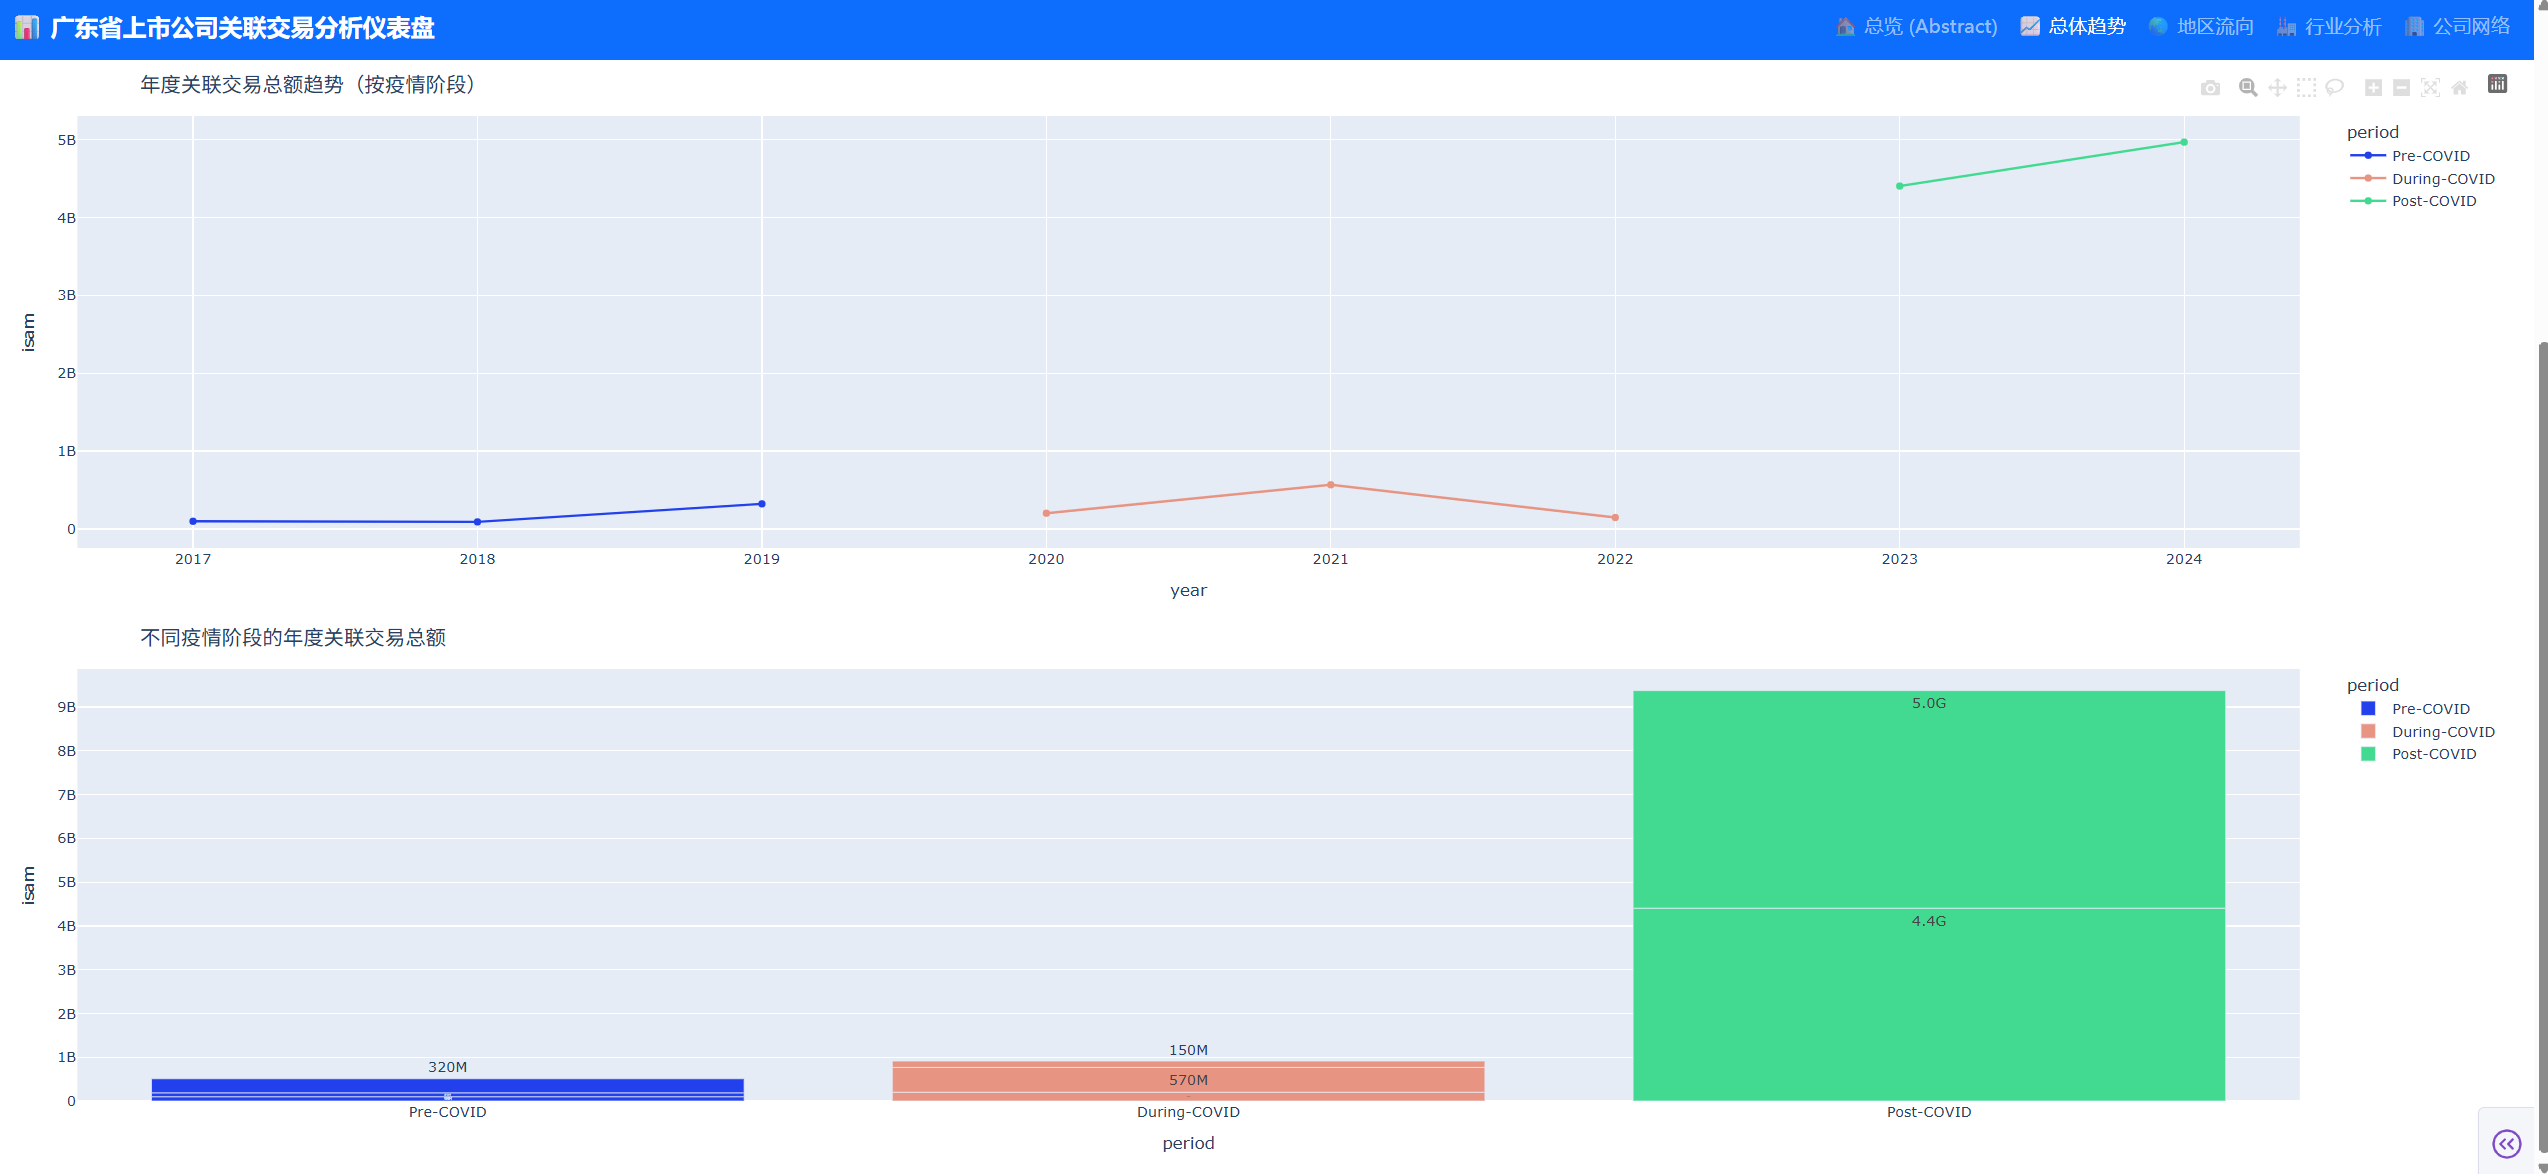 广东省上市公司关联交易分析仪表盘
总览 (Abstract) 总体趋势 地区流向 行业分析 公司网络
年度关联交易总额趋势（按疫情阶段）
5B
4B
3B
2B
1B
0
isam
2017 2018 2019 2020 2021 2022 2023 2024
year
period
Pre-COVID
During-COVID
Post-COVID
不同疫情阶段的年度关联交易总额
9B
8B
7B
6B
5B
4B
3B
2B
1B
0
isam
320M
150M
570M
5.0G
4.4G
Pre-COVID During-COVID Post-COVID
period
period
Pre-COVID
During-COVID
Post-COVID